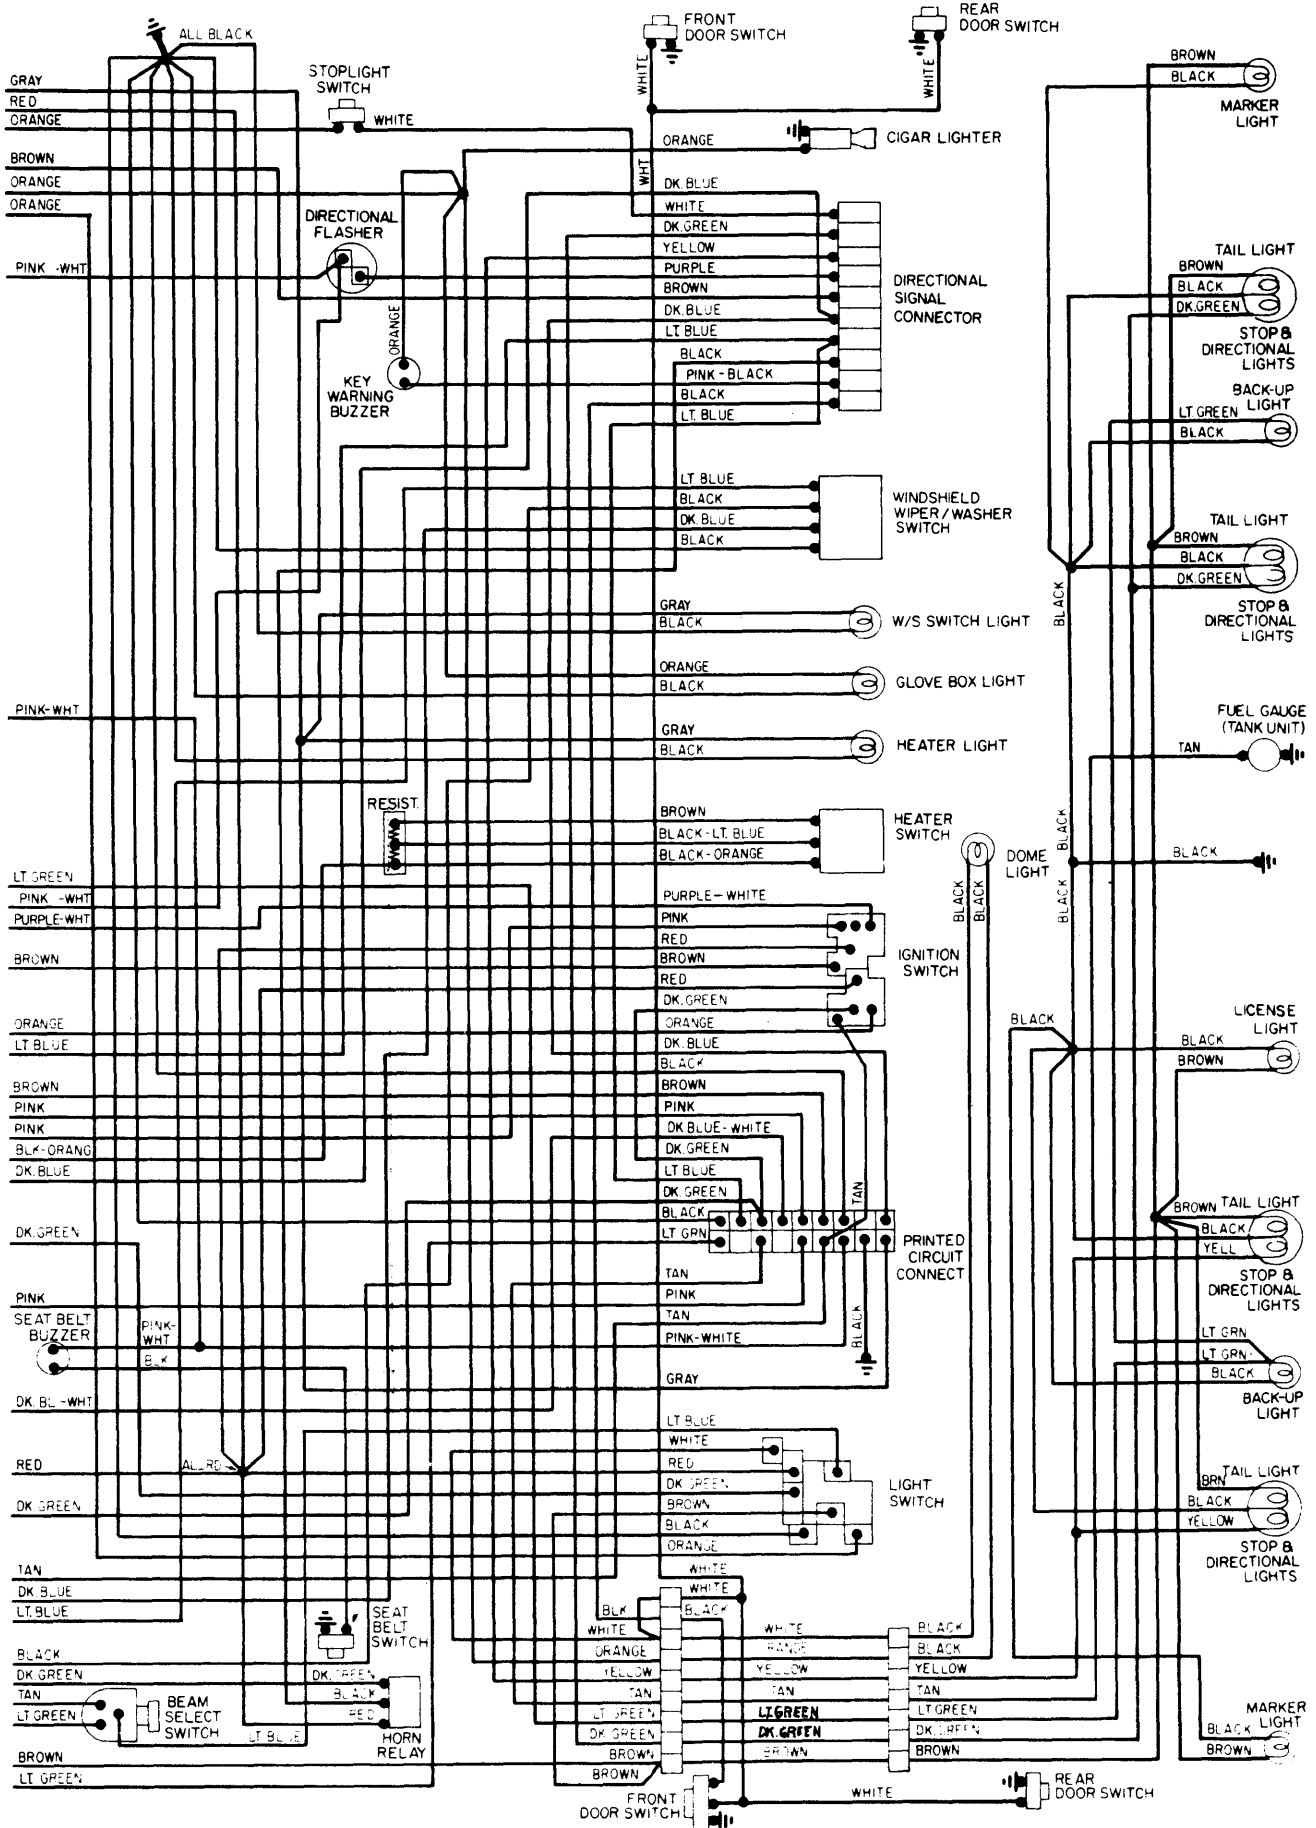 ALL BLACK
GRAY
RED
ORANGE
BROWN
ORANGE
ORANGE
PINK -WHT
STOPLIGHT
SWITCH
WHITE
DIRECTIONAL
FLASHER
ORANGE
KEY
WARNING
BUZZER
FRONT
DOOR SWITCH
REAR
DOOR SWITCH
WHITE
WHITE
WHT
ORANGE
CIGAR LIGHTER
DK. BLUE
WHITE
DK.GREEN
YELLOW
PURPLE
BROWN
DK.BLUE
LT BLUE
BLACK
PINK - BLACK
BLACK
LT. BLUE
DIRECTIONAL
SIGNAL
CONNECTOR
LT BLUE
BLACK
DK. BLUE
BLACK
WINDSHIELD
WIPER/WASHER
SWITCH
GRAY
BLACK
W/S SWITCH LIGHT
ORANGE
BLACK
GLOVE BOX LIGHT
GRAY
BLACK
HEATER LIGHT
RESIST.
BROWN
BLACK-LT. BLUE
BLACK-ORANGE
HEATER
SWITCH
DOME
LIGHT
BLACK
BLACK
PURPLE-WHITE
PINK
RED
BROWN
RED
DK.GREEN
ORANGE
IGNITION
SWITCH
DK. BLUE
BLACK
BROWN
PINK
DK BLUE-WHITE
DK.GREEN
LT BLUE
DK. GREEN
BLACK
LT GRN
TAN
PRINTED
CIRCUIT
CONNECT
TAN
PINK
TAN
PINK-WHITE
BLACK
GRAY
LT BLUE
WHITE
RED
DK GREEN
BROWN
BLACK
ORANGE
LIGHT
SWITCH
PINK-WHT
LT. GREEN
PINK -WHT
PURPLE-WHT
BROWN
ORANGE
LT BLUE
BROWN
PINK
PINK
BLK-ORANG
DK.BLUE
DK.GREEN
PINK
SEAT BELT
BUZZER
PINK-
WHT
BLK
DK. BL -WHT
RED
ALL RD
DK GREEN
TAN
DK BLUE
LT.BLUE
SEAT
BELT
SWITCH
BLACK
DK GREEN
TAN
LT GREEN
BEAM
SELECT
SWITCH
DK.GREEN
BLACK
RED
LT BLUE
HORN
RELAY
BROWN
LT GREEN
WHITE
WHITE
BLACK
BLK
WHITE
ORANGE
YELLOW
TAN
LT GREEN
DK GREEN
BROWN
BROWN
WHITE
ORANGE
YELLOW
TAN
LT.GREEN
DK.GREEN
BROWN
BLACK
BLACK
YELLOW
TAN
LT GREEN
DK GREEN
BROWN
FRONT
DOOR SWITCH
WHITE
REAR
DOOR SWITCH
BROWN
BLACK
MARKER
LIGHT
TAIL LIGHT
BROWN
BLACK
DK.GREEN
STOP &
DIRECTIONAL
LIGHTS
BACK-UP
LIGHT
LT.GREEN
BLACK
TAIL LIGHT
BROWN
BLACK
DK.GREEN
STOP &
DIRECTIONAL
LIGHTS
BLACK
FUEL GAUGE
(TANK UNIT)
TAN
BLACK
BLACK
BLACK
LICENSE
LIGHT
BLACK
BLACK
BROWN
BROWN
TAIL LIGHT
BLACK
YELL
STOP &
DIRECTIONAL
LIGHTS
LT GRN
LT GRN
BLACK
BACK-UP
LIGHT
TAIL LIGHT
BRN
BLACK
YELLOW
STOP &
DIRECTIONAL
LIGHTS
MARKER
LIGHT
BLACK
BROWN